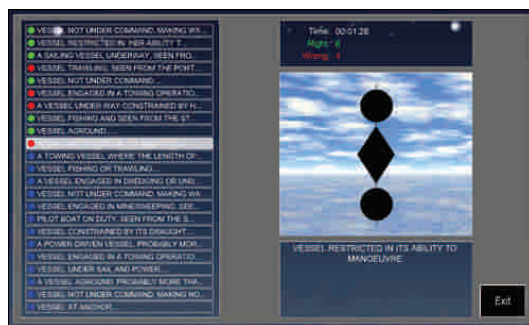 VESSEL NOT UNDER COMMAND, MAKING WA...
VESSEL RESTRICTED IN HER ABILITY T...
A SAILING VESSEL UNDERWAY, SEEN FRO...
VESSEL TRAWLING, SEEN FROM THE PORT...
VESSEL NOT UNDER COMMAND....
VESSEL ENGAGED IN A TOWING OPERATIO...
A VESSEL UNDER WAY CONSTRAINED BY H...
VESSEL FISHING AND SEEN FROM THE ST...
VESSEL AGROUND....
A TOWING VESSEL WHERE THE LENGTH OF...
VESSEL FISHING OR TRAWLING....
A VESSEL ENGAGED IN DREDGING OR UND...
VESSEL NOT UNDER COMMAND, MAKING WA...
VESSEL ENGAGED IN MINESWEEPING, SEE...
PILOT BOAT ON DUTY, SEEN FROM THE S...
VESSEL CONSTRAINED BY ITS DRAUGHT....
A POWER DRIVEN VESSEL, PROBABLY MOR...
VESSEL ENGAGED IN A TOWING OPERATIO...
VESSEL UNDER SAIL AND POWER....
A VESSEL AGROUND, PROBABLY MORE THA...
VESSEL NOT UNDER COMMAND, MAKING NO...
VESSEL AT ANCHOR....
Time: 00:01:28
Right: 6
Wrong:
VESSEL RESTRICTED IN ITS ABILITY TO
MANOEUVRE
Exit